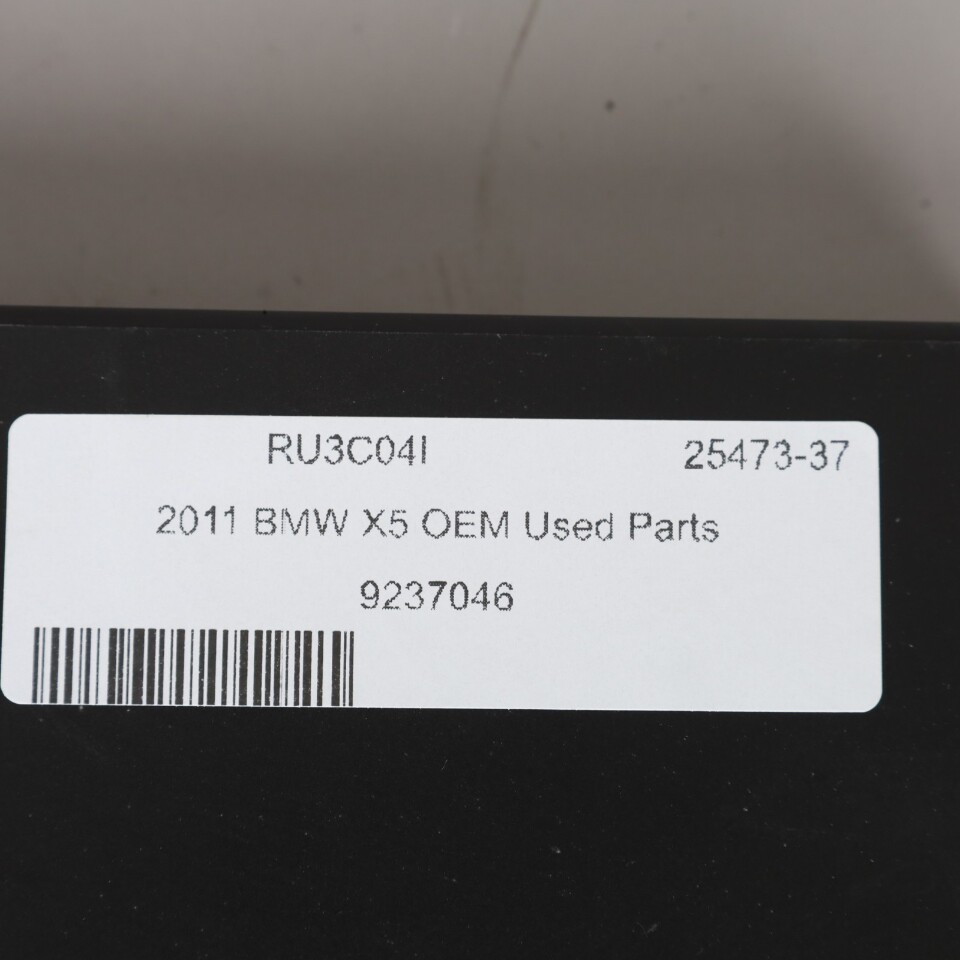 RU3C04I 25473-37
2011 BMW X5 OEM Used Parts
9237046